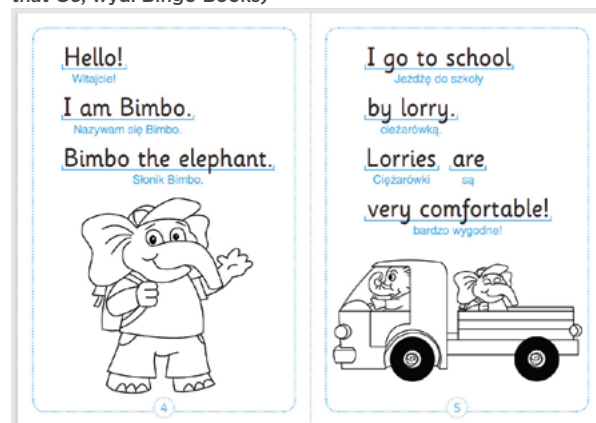 that Go, wyd. Bingo Books)
Hello!
Witajcie!
I am Bimbo.
Nazywam się Bimbo.
Bimbo the elephant.
Słonik Bimbo.
4
I go to school
Jeżdżę do szkoły
by lorry.
ciężarówką.
Lorries are
Ciężarówki są
very comfortable!
bardzo wygodne!
5